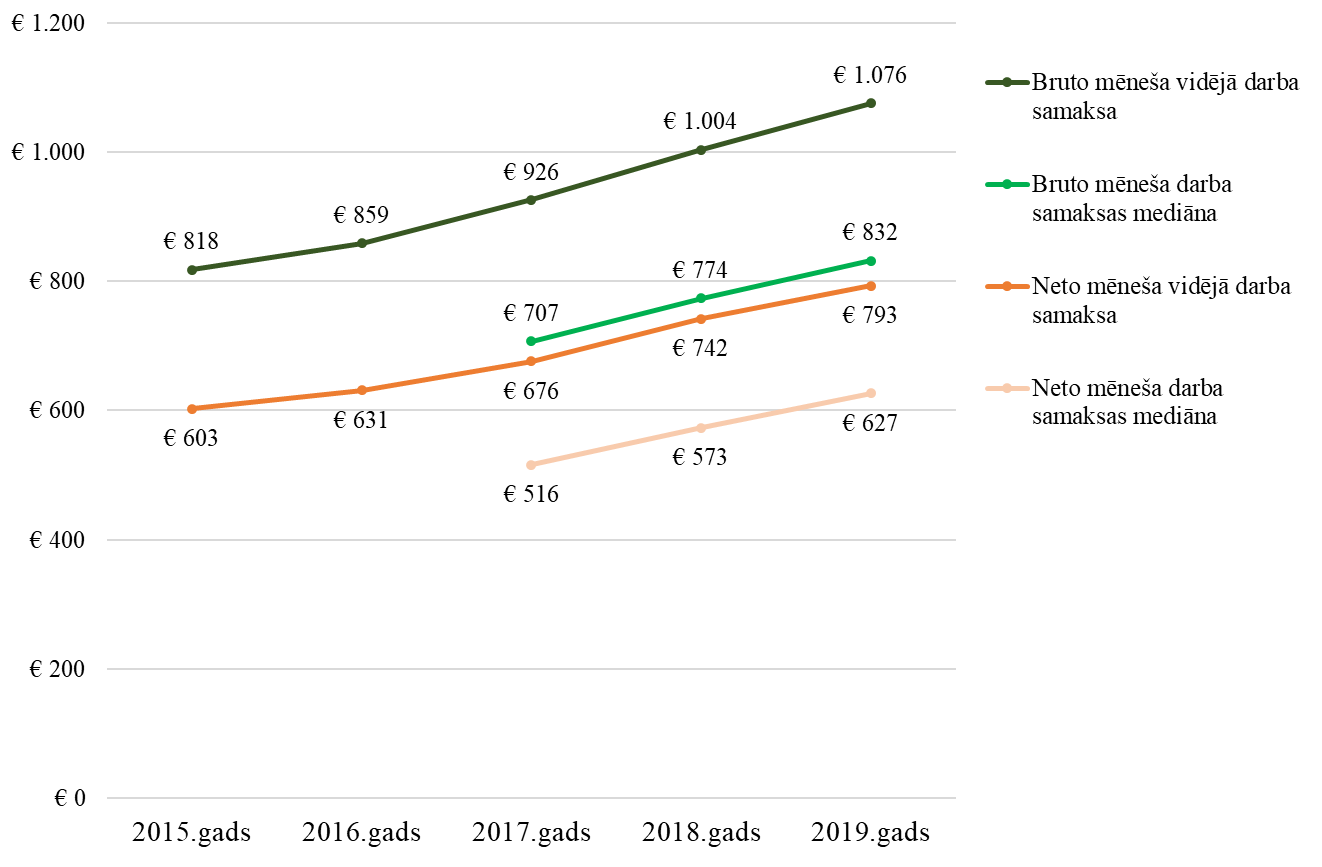 € 1.200
€ 1.000
€ 800
€ 600
€ 400
€ 200
€ 0
€ 818
€ 859
€ 926
€ 1.004
€ 1.076
€ 707
€ 774
€ 832
€ 603
€ 631
€ 676
€ 742
€ 793
€ 516
€ 573
€ 627
2015.gads
2016.gads
2017.gads
2018.gads
2019.gads
Bruto mēneša vidējā darba
samaksa
Bruto mēneša darba
samaksas mediāna
Neto mēneša vidējā darba
samaksa
Neto mēneša darba
samaksas mediāna